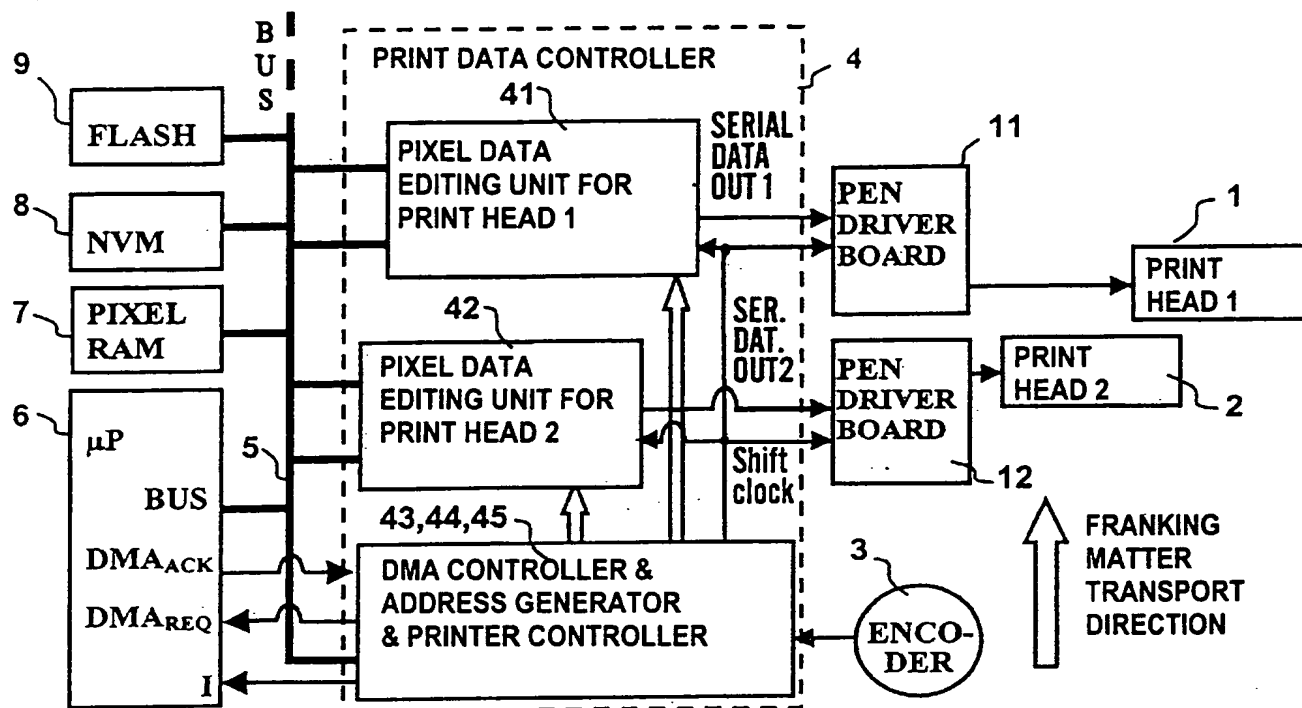 B
U
S
PRINT DATA CONTROLLER
4
9
FLASH
41
PIXEL DATA
EDITING UNIT FOR
PRINT HEAD 1
SERIAL
DATA
OUT 1
11
PEN
DRIVER
BOARD
1
PRINT
HEAD 1
8
NVM
7
PIXEL
RAM
42
PIXEL DATA
EDITING UNIT FOR
PRINT HEAD 2
SER.
DAT.
OUT2
PEN
DRIVER
BOARD
12
PRINT
HEAD 2
2
6
µP
BUS
DMAACK
DMAREQ
I
5
Shift
clock
43,44,45
DMA CONTROLLER &
ADDRESS GENERATOR
& PRINTER CONTROLLER
3
ENCO-
DER
FRANKING
MATTER
TRANSPORT
DIRECTION